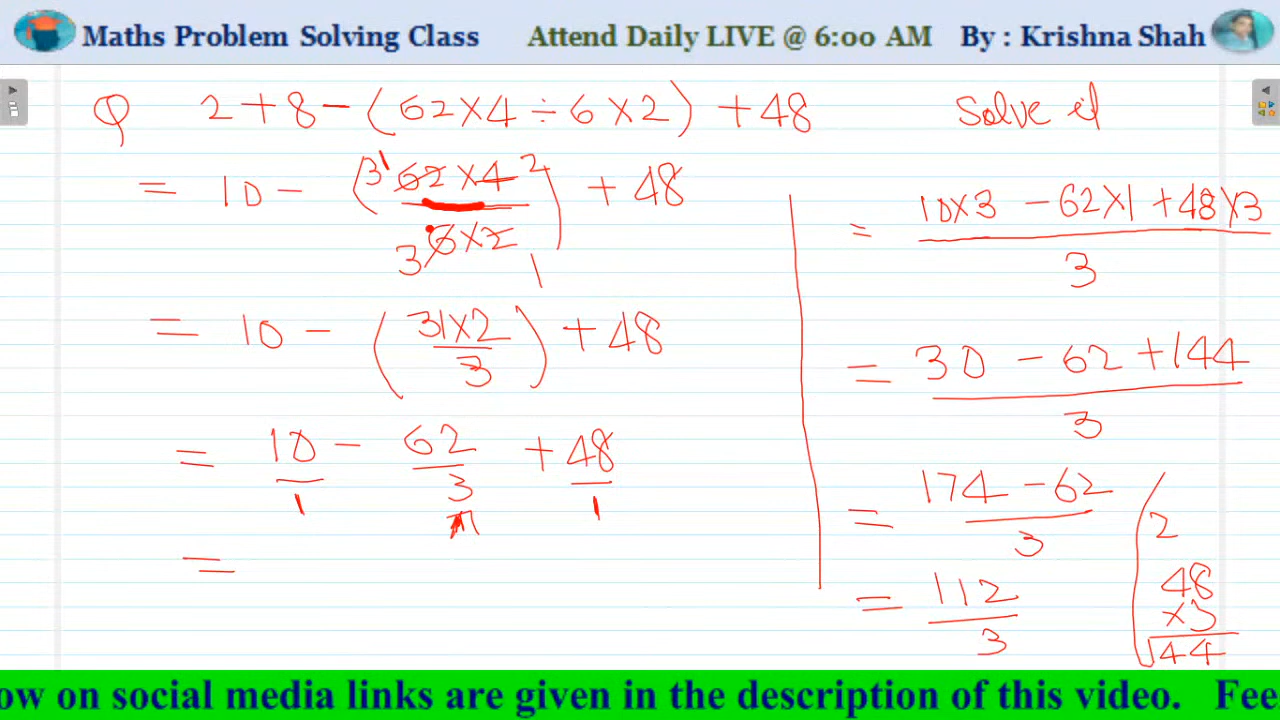 Maths Problem Solving Class Attend Daily LIVE @ 6:00 AM By : Krishna Shah
Q 2 + 8 - (62 × 4 ÷ 6 × 2) + 48 Solve it
= 10 - (31 62 × 4 2 / 3 6 × 2 1) + 48
= 10 - (31 × 2 / 3) + 48
= 10/1 - 62/3 + 48/1
=
= 10×3 - 62×1 + 48×3 / 3
= 30 - 62 + 144 / 3
= 174 - 62 / 3
= 112 / 3
2
48
×3
144
ow on social media links are given in the description of this video. Fee